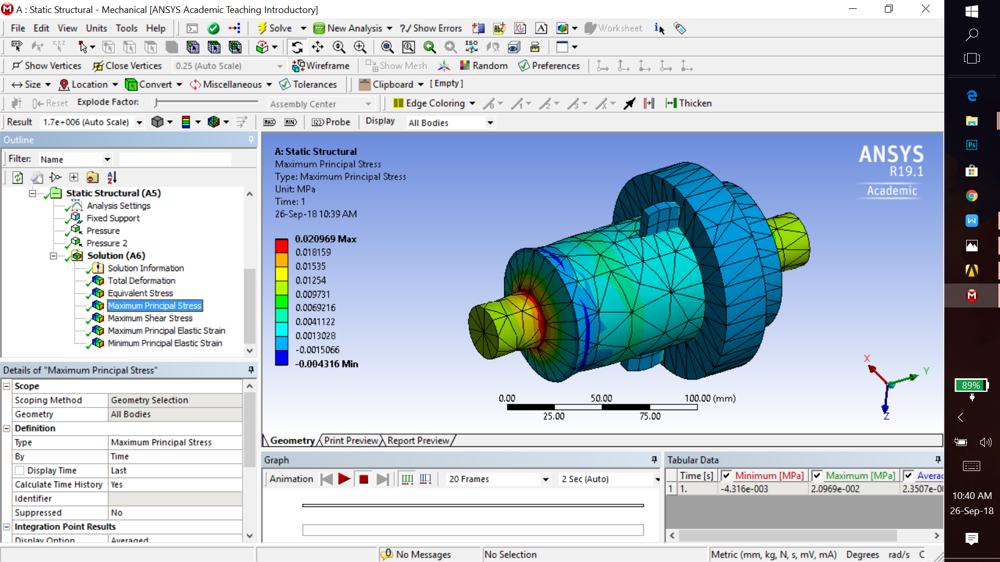 A : Static Structural - Mechanical [ANSYS Academic Teaching Introductory]
File Edit View Units Tools Help Solve New Analysis ?/ Show Errors Worksheet
Show Vertices Close Vertices 0.25 (Auto Scale) Wireframe Show Mesh Random Preferences
Size Location Convert Miscellaneous Tolerances Clipboard [ Empty ]
Reset Explode Factor: Assembly Center Edge Coloring Thicken
Result 1.7e+006 (Auto Scale) MAX MIN Probe Display All Bodies
Outline
Filter: Name
Static Structural (A5)
Analysis Settings
Fixed Support
Pressure
Pressure 2
Solution (A6)
Solution Information
Total Deformation
Equivalent Stress
Maximum Principal Stress
Maximum Shear Stress
Maximum Principal Elastic Strain
Minimum Principal Elastic Strain
Details of "Maximum Principal Stress"
Scope
Scoping Method Geometry Selection
Geometry All Bodies
Definition
Type Maximum Principal Stress
By Time
Display Time Last
Calculate Time History Yes
Identifier
Suppressed No
Integration Point Results
Display Option Averaged
A: Static Structural
Maximum Principal Stress
Type: Maximum Principal Stress
Unit: MPa
Time: 1
26-Sep-18 10:39 AM
0.020969 Max
0.018159
0.01535
0.01254
0.009731
0.0069216
0.0041122
0.0013028
-0.0015066
-0.004316 Min
ANSYS
R19.1
Academic
X
Y
Z
0.00 50.00 100.00 (mm)
25.00 75.00
Geometry Print Preview Report Preview
Graph
Animation 20 Frames 2 Sec (Auto)
Tabular Data
Time [s] Minimum [MPa] Maximum [MPa] Averag
1 1. -4.316e-003 2.0969e-002 2.3507e-00
No Messages No Selection Metric (mm, kg, N, s, mV, mA) Degrees rad/s C
89%
10:40 AM
26-Sep-18